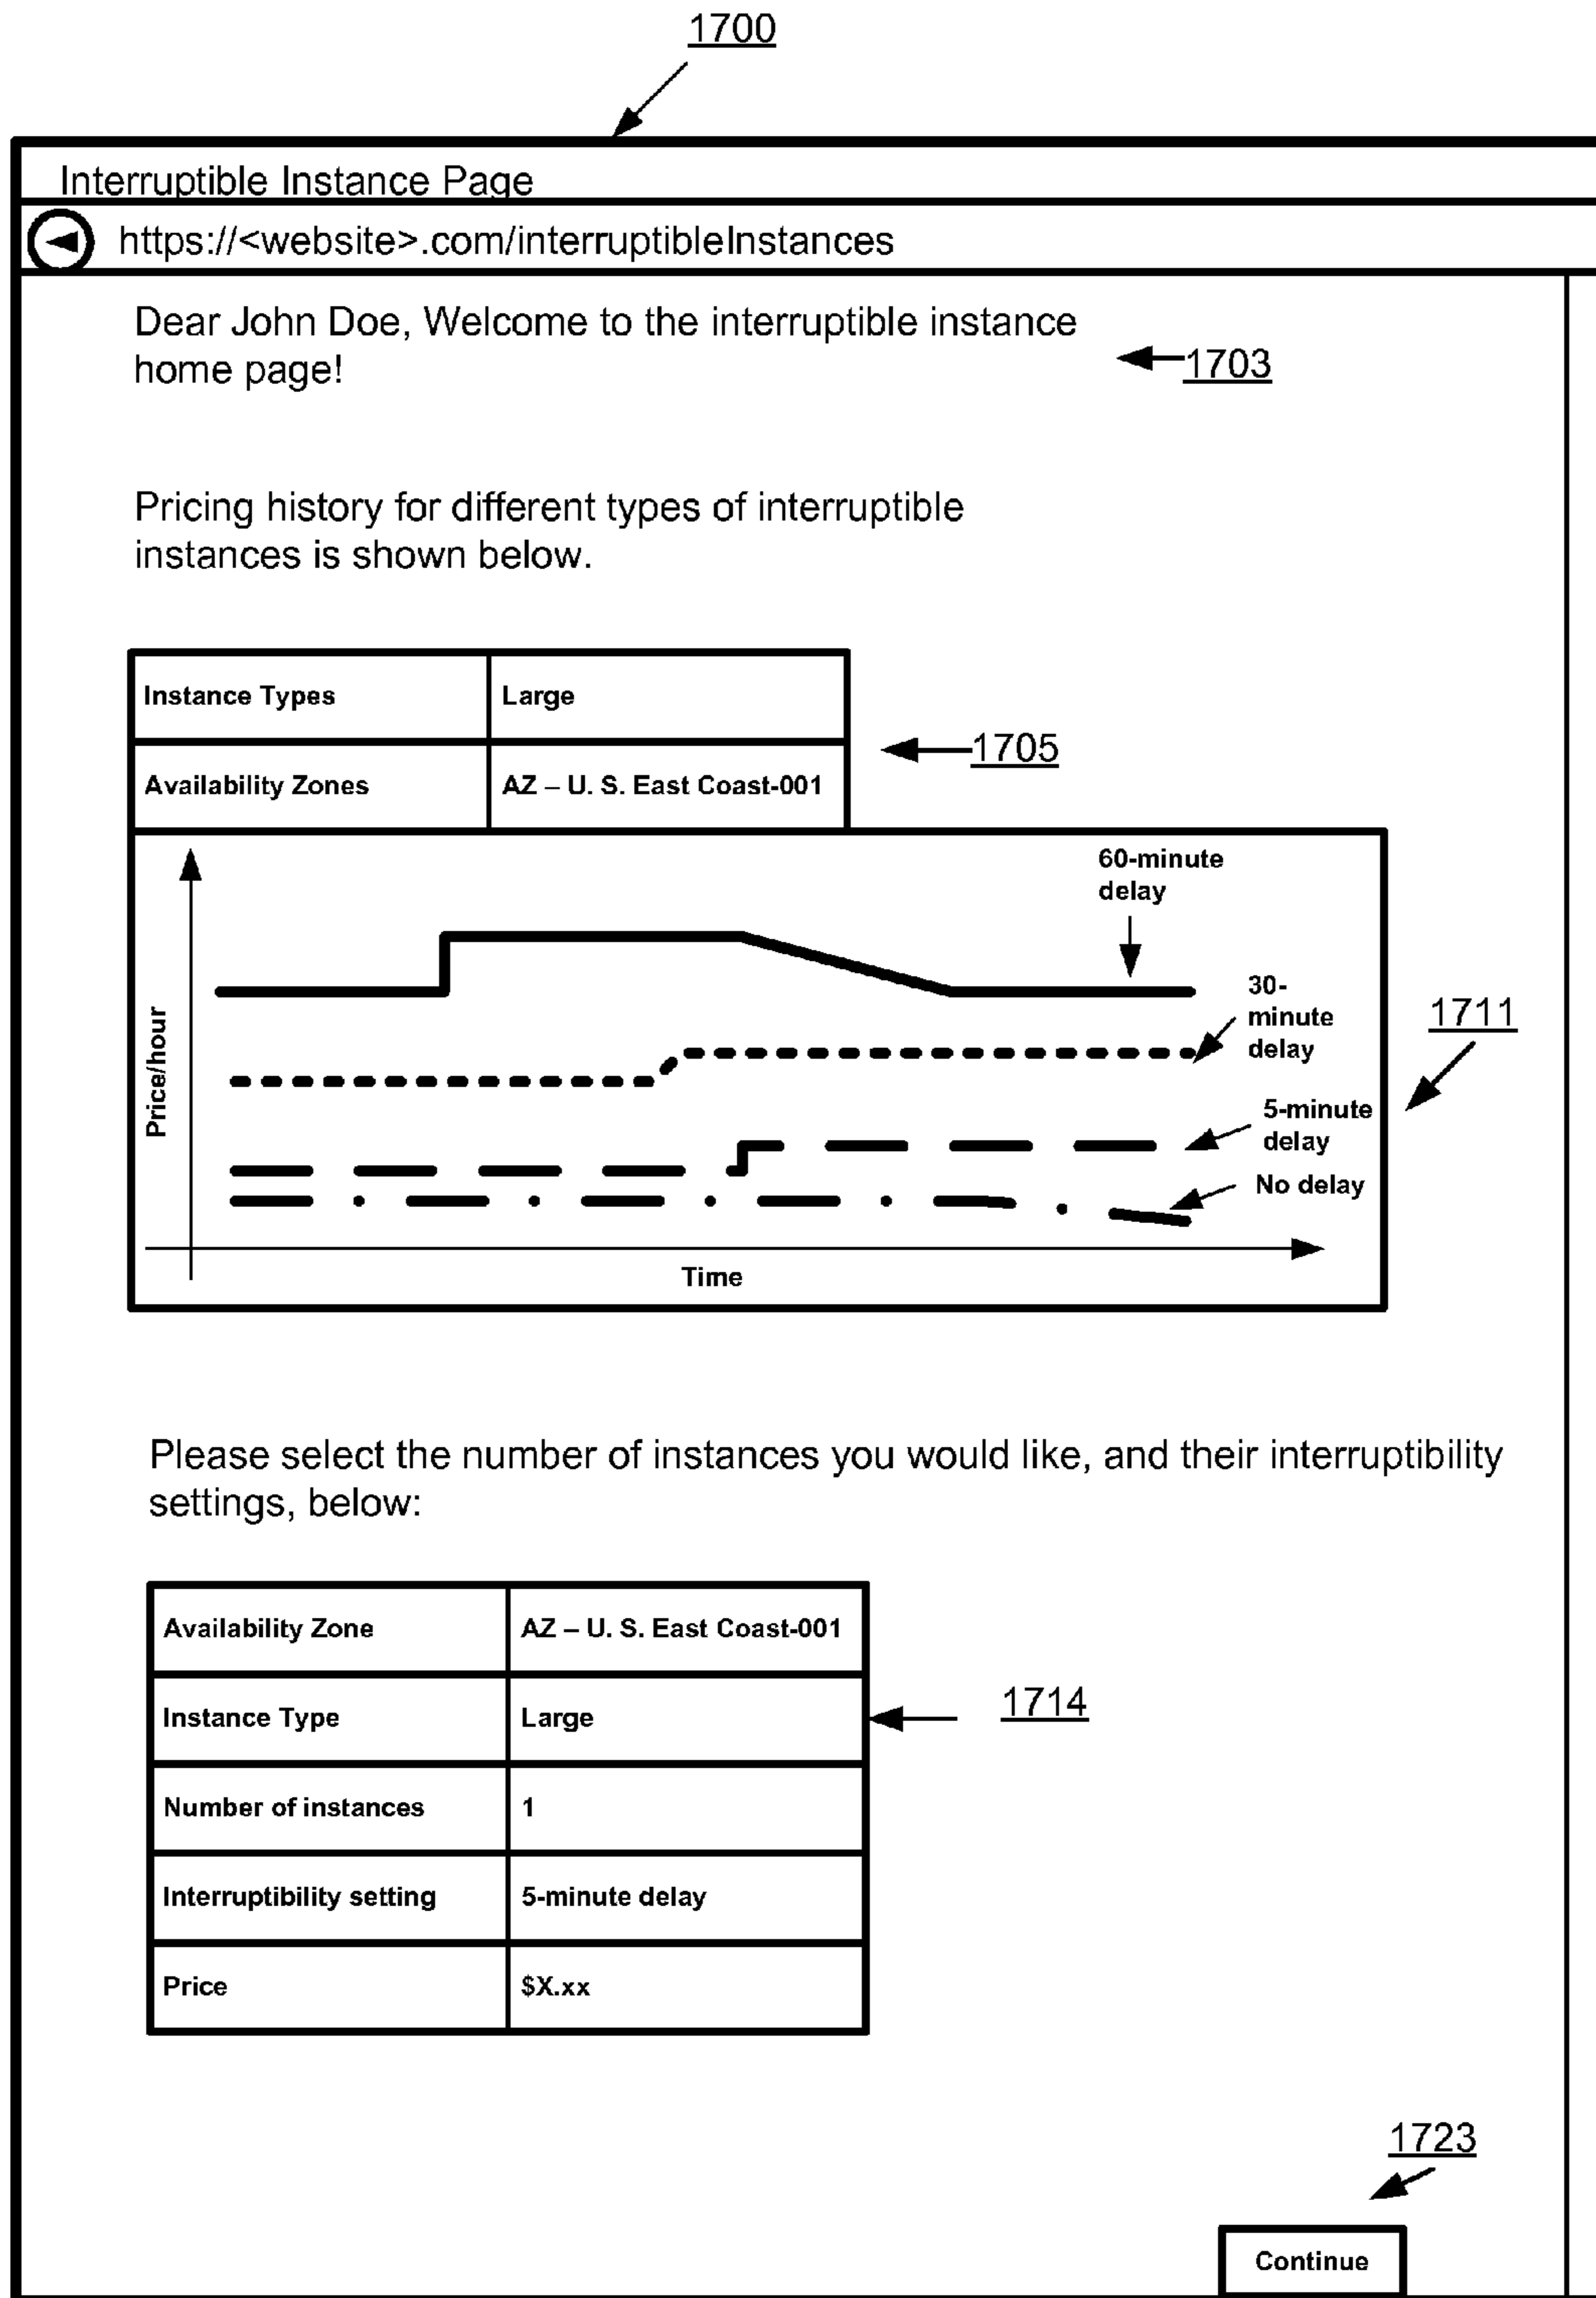 1700
Interruptible Instance Page
https://<website>.com/interruptibleInstances
Dear John Doe, Welcome to the interruptible instance
home page!
1703
Pricing history for different types of interruptible
instances is shown below.
Instance Types
Large
1705
Availability Zones
AZ – U. S. East Coast-001
60-minute
delay
30-
minute
delay
1711
Price/hour
5-minute
delay
No delay
Time
Please select the number of instances you would like, and their interruptibility
settings, below:
Availability Zone
AZ – U. S. East Coast-001
Instance Type
Large
1714
Number of instances
1
Interruptibility setting
5-minute delay
Price
$X.xx
1723
Continue